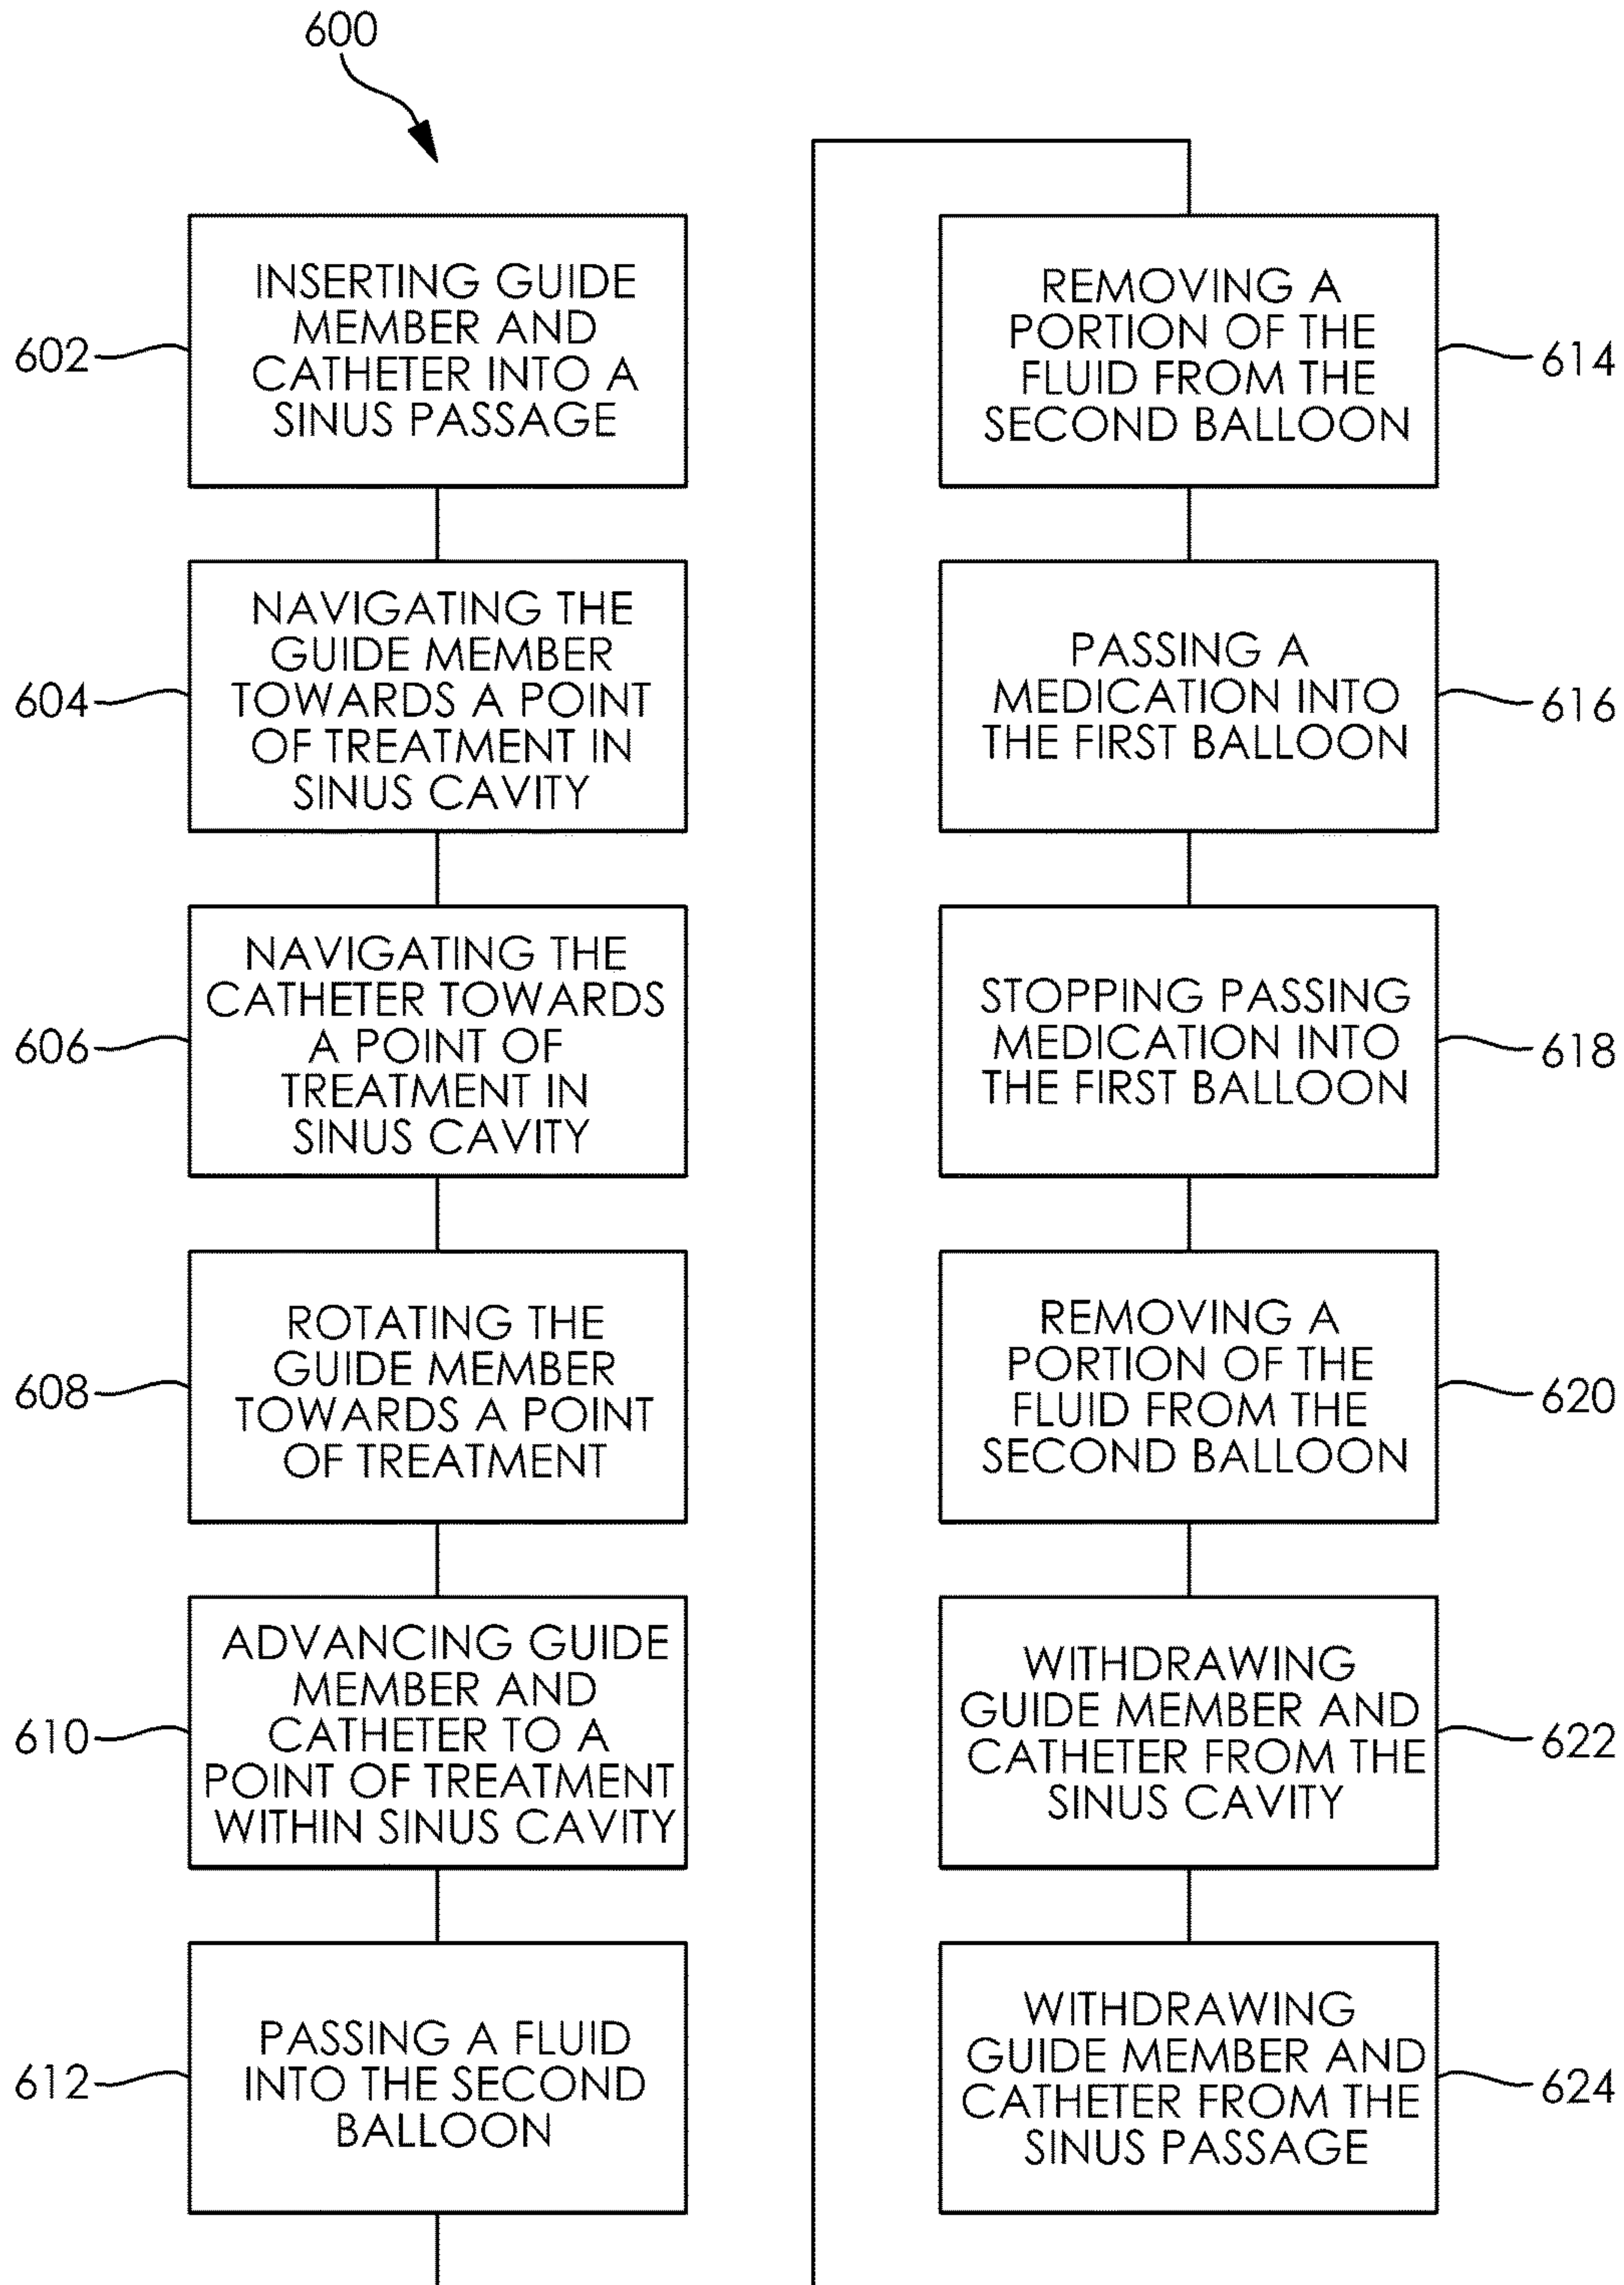 600
602
INSERTING GUIDE
MEMBER AND
CATHETER INTO A
SINUS PASSAGE
604
NAVIGATING THE
GUIDE MEMBER
TOWARDS A POINT
OF TREATMENT IN
SINUS CAVITY
606
NAVIGATING THE
CATHETER TOWARDS
A POINT OF
TREATMENT IN
SINUS CAVITY
608
ROTATING THE
GUIDE MEMBER
TOWARDS A POINT
OF TREATMENT
610
ADVANCING GUIDE
MEMBER AND
CATHETER TO A
POINT OF TREATMENT
WITHIN SINUS CAVITY
612
PASSING A FLUID
INTO THE SECOND
BALLOON
REMOVING A
PORTION OF THE
FLUID FROM THE
SECOND BALLOON
614
PASSING A
MEDICATION INTO
THE FIRST BALLOON
616
STOPPING PASSING
MEDICATION INTO
THE FIRST BALLOON
618
REMOVING A
PORTION OF THE
FLUID FROM THE
SECOND BALLOON
620
WITHDRAWING
GUIDE MEMBER AND
CATHETER FROM THE
SINUS CAVITY
622
WITHDRAWING
GUIDE MEMBER AND
CATHETER FROM THE
SINUS PASSAGE
624